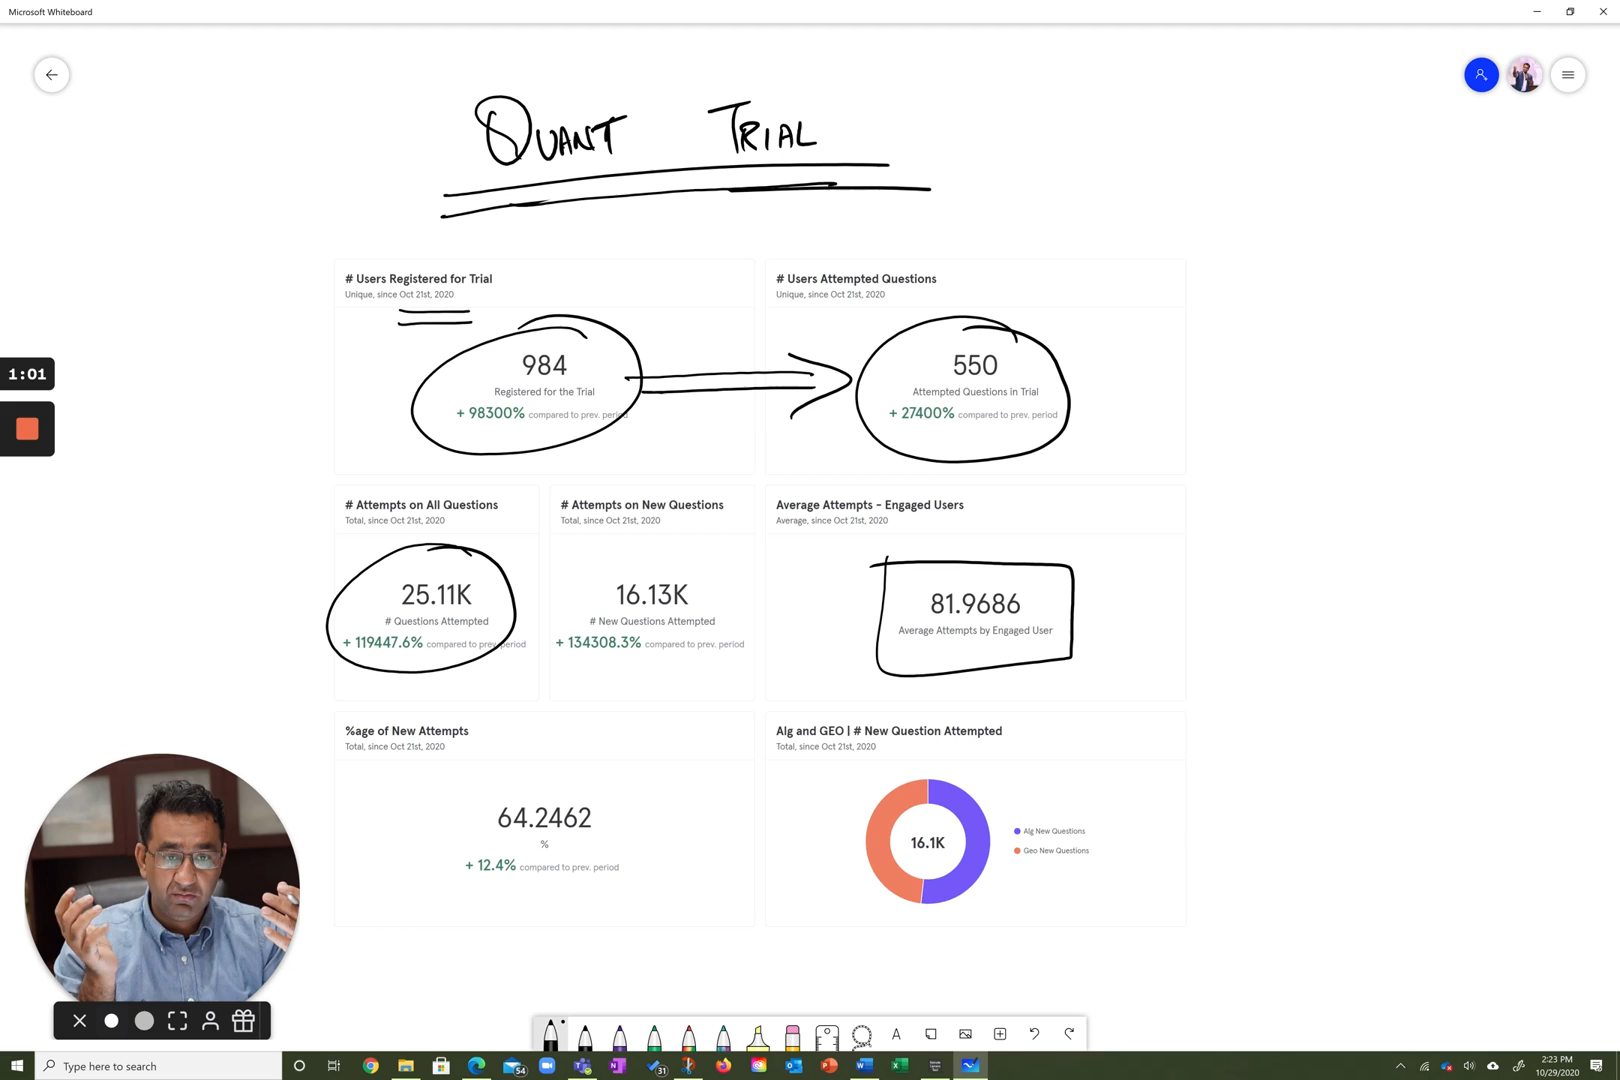 Microsoft Whiteboard
QUANT TRIAL
# Users Registered for Trial
Unique, since Oct 21st, 2020
984
Registered for the Trial
+ 98300% compared to prev. period
# Users Attempted Questions
Unique, since Oct 21st, 2020
550
Attempted Questions in Trial
+ 27400% compared to prev. period
1:01
# Attempts on All Questions
Total, since Oct 21st, 2020
25.11K
# Questions Attempted
+ 119447.6% compared to prev. period
# Attempts on New Questions
Total, since Oct 21st, 2020
16.13K
# New Questions Attempted
+ 134308.3% compared to prev. period
Average Attempts - Engaged Users
Average, since Oct 21st, 2020
81.9686
Average Attempts by Engaged User
%age of New Attempts
Total, since Oct 21st, 2020
64.2462
%
+ 12.4% compared to prev. period
Alg and GEO | # New Question Attempted
Total, since Oct 21st, 2020
16.1K
Alg New Questions
Geo New Questions
A
Type here to search
54
31
2:23 PM
10/29/2020